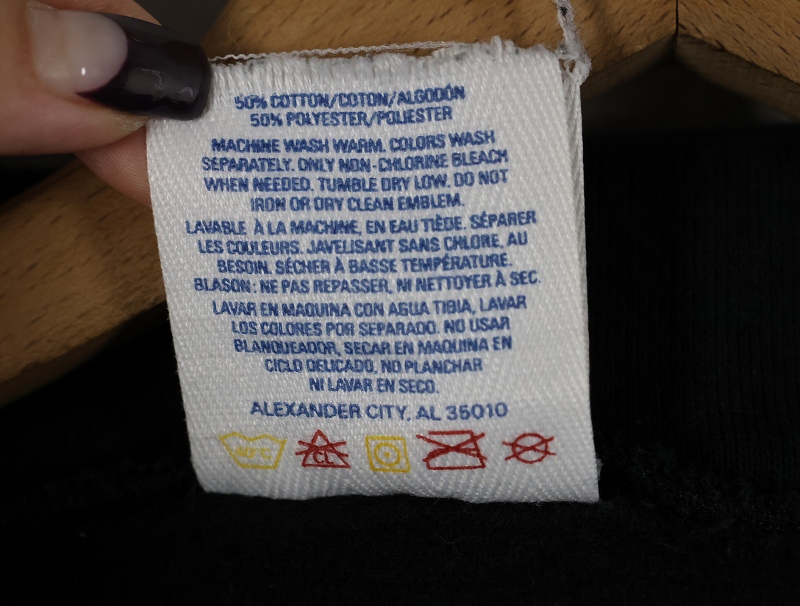 50% COTTON/COTON/ALGODÓN
50% POLYESTER/POLIESTER
MACHINE WASH WARM. COLORS WASH
SEPARATELY. ONLY NON-CHLORINE BLEACH
WHEN NEEDED. TUMBLE DRY LOW. DO NOT
IRON OR DRY CLEAN EMBLEM.
LAVABLE À LA MACHINE, EN EAU TIÈDE. SÉPARER
LES COULEURS. JAVELISANT SANS CHLORE, AU
BESOIN. SÉCHER À BASSE TEMPÉRATURE.
BLASON: NE PAS REPASSER, NI NETTOYER À SEC.
LAVAR EN MAQUINA CON AGUA TIBIA, LAVAR
LOS COLORES POR SEPARADO. NO USAR
BLANQUEADOR, SECAR EN MAQUINA EN
CICLO DELICADO. NO PLANCHAR
NI LAVAR EN SECO.
ALEXANDER CITY, AL 35010
CL